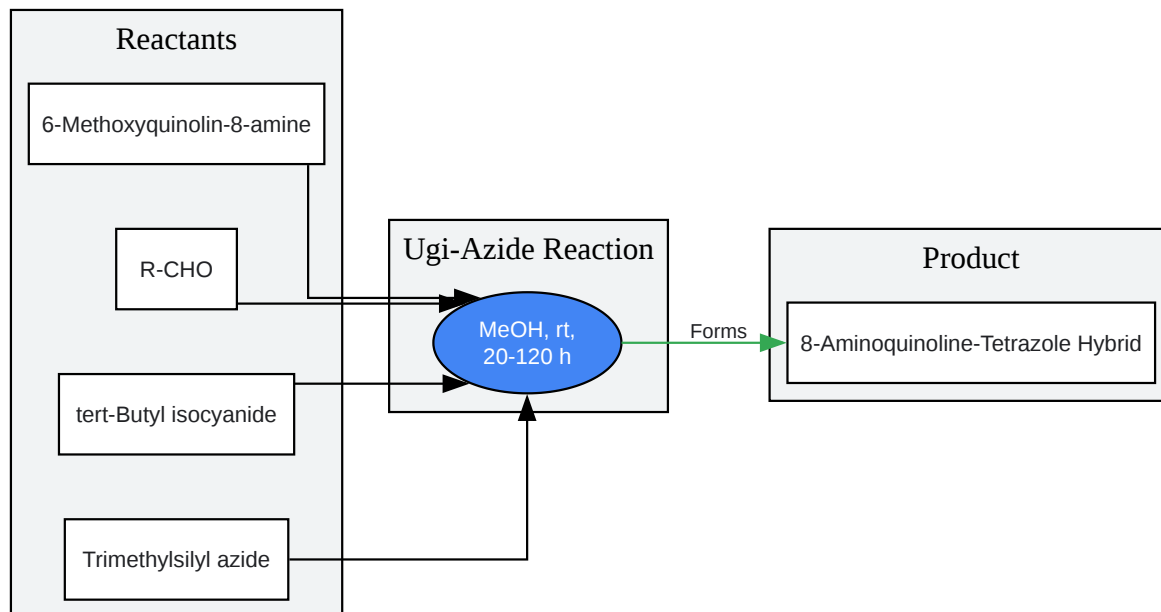 Reactants
6-Methoxyquinolin-8-amine
R-CHO
tert-Butyl isocyanide
Trimethylsilyl azide
Ugi-Azide Reaction
MeOH, rt,
20-120 h
Forms
Product
8-Aminoquinoline-Tetrazole Hybrid